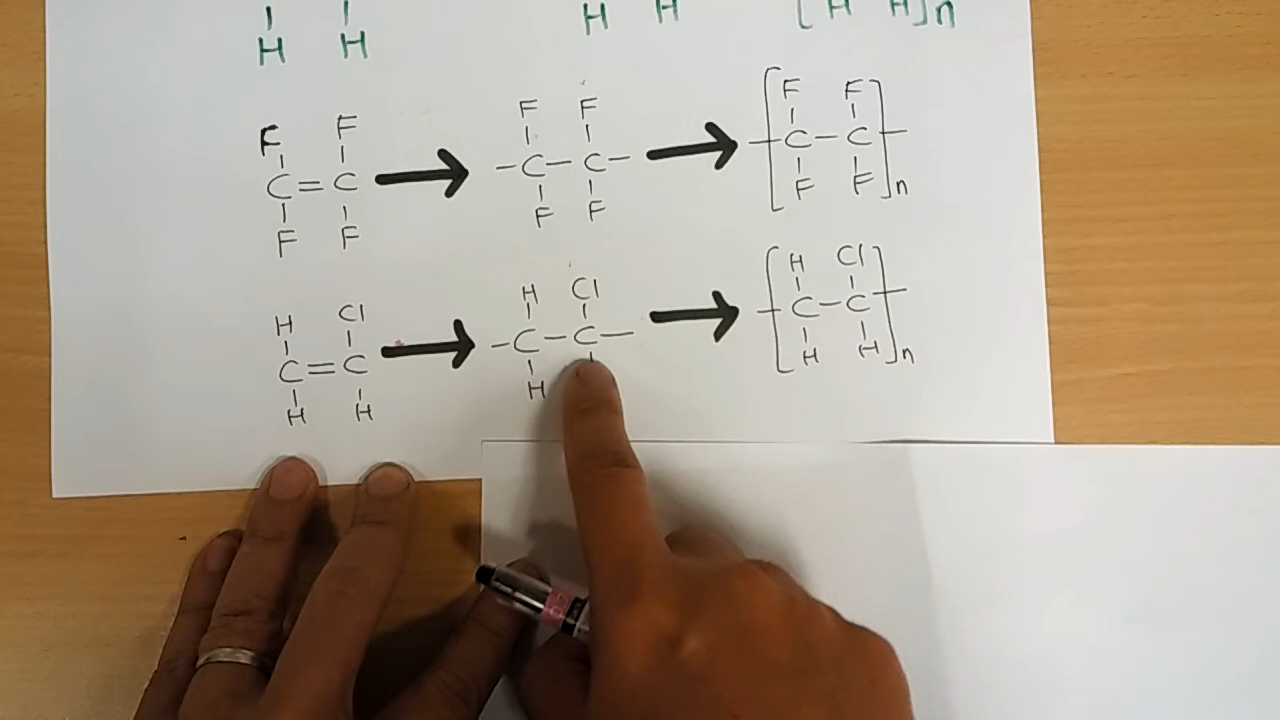 H H H H [ H H ]n
F F F F [ F F
C = C → - C - C - → - C - C -
F F F F F F ]n
H Cl H Cl [ H Cl
C = C → - C - C - → - C - C -
H H H H H ]n